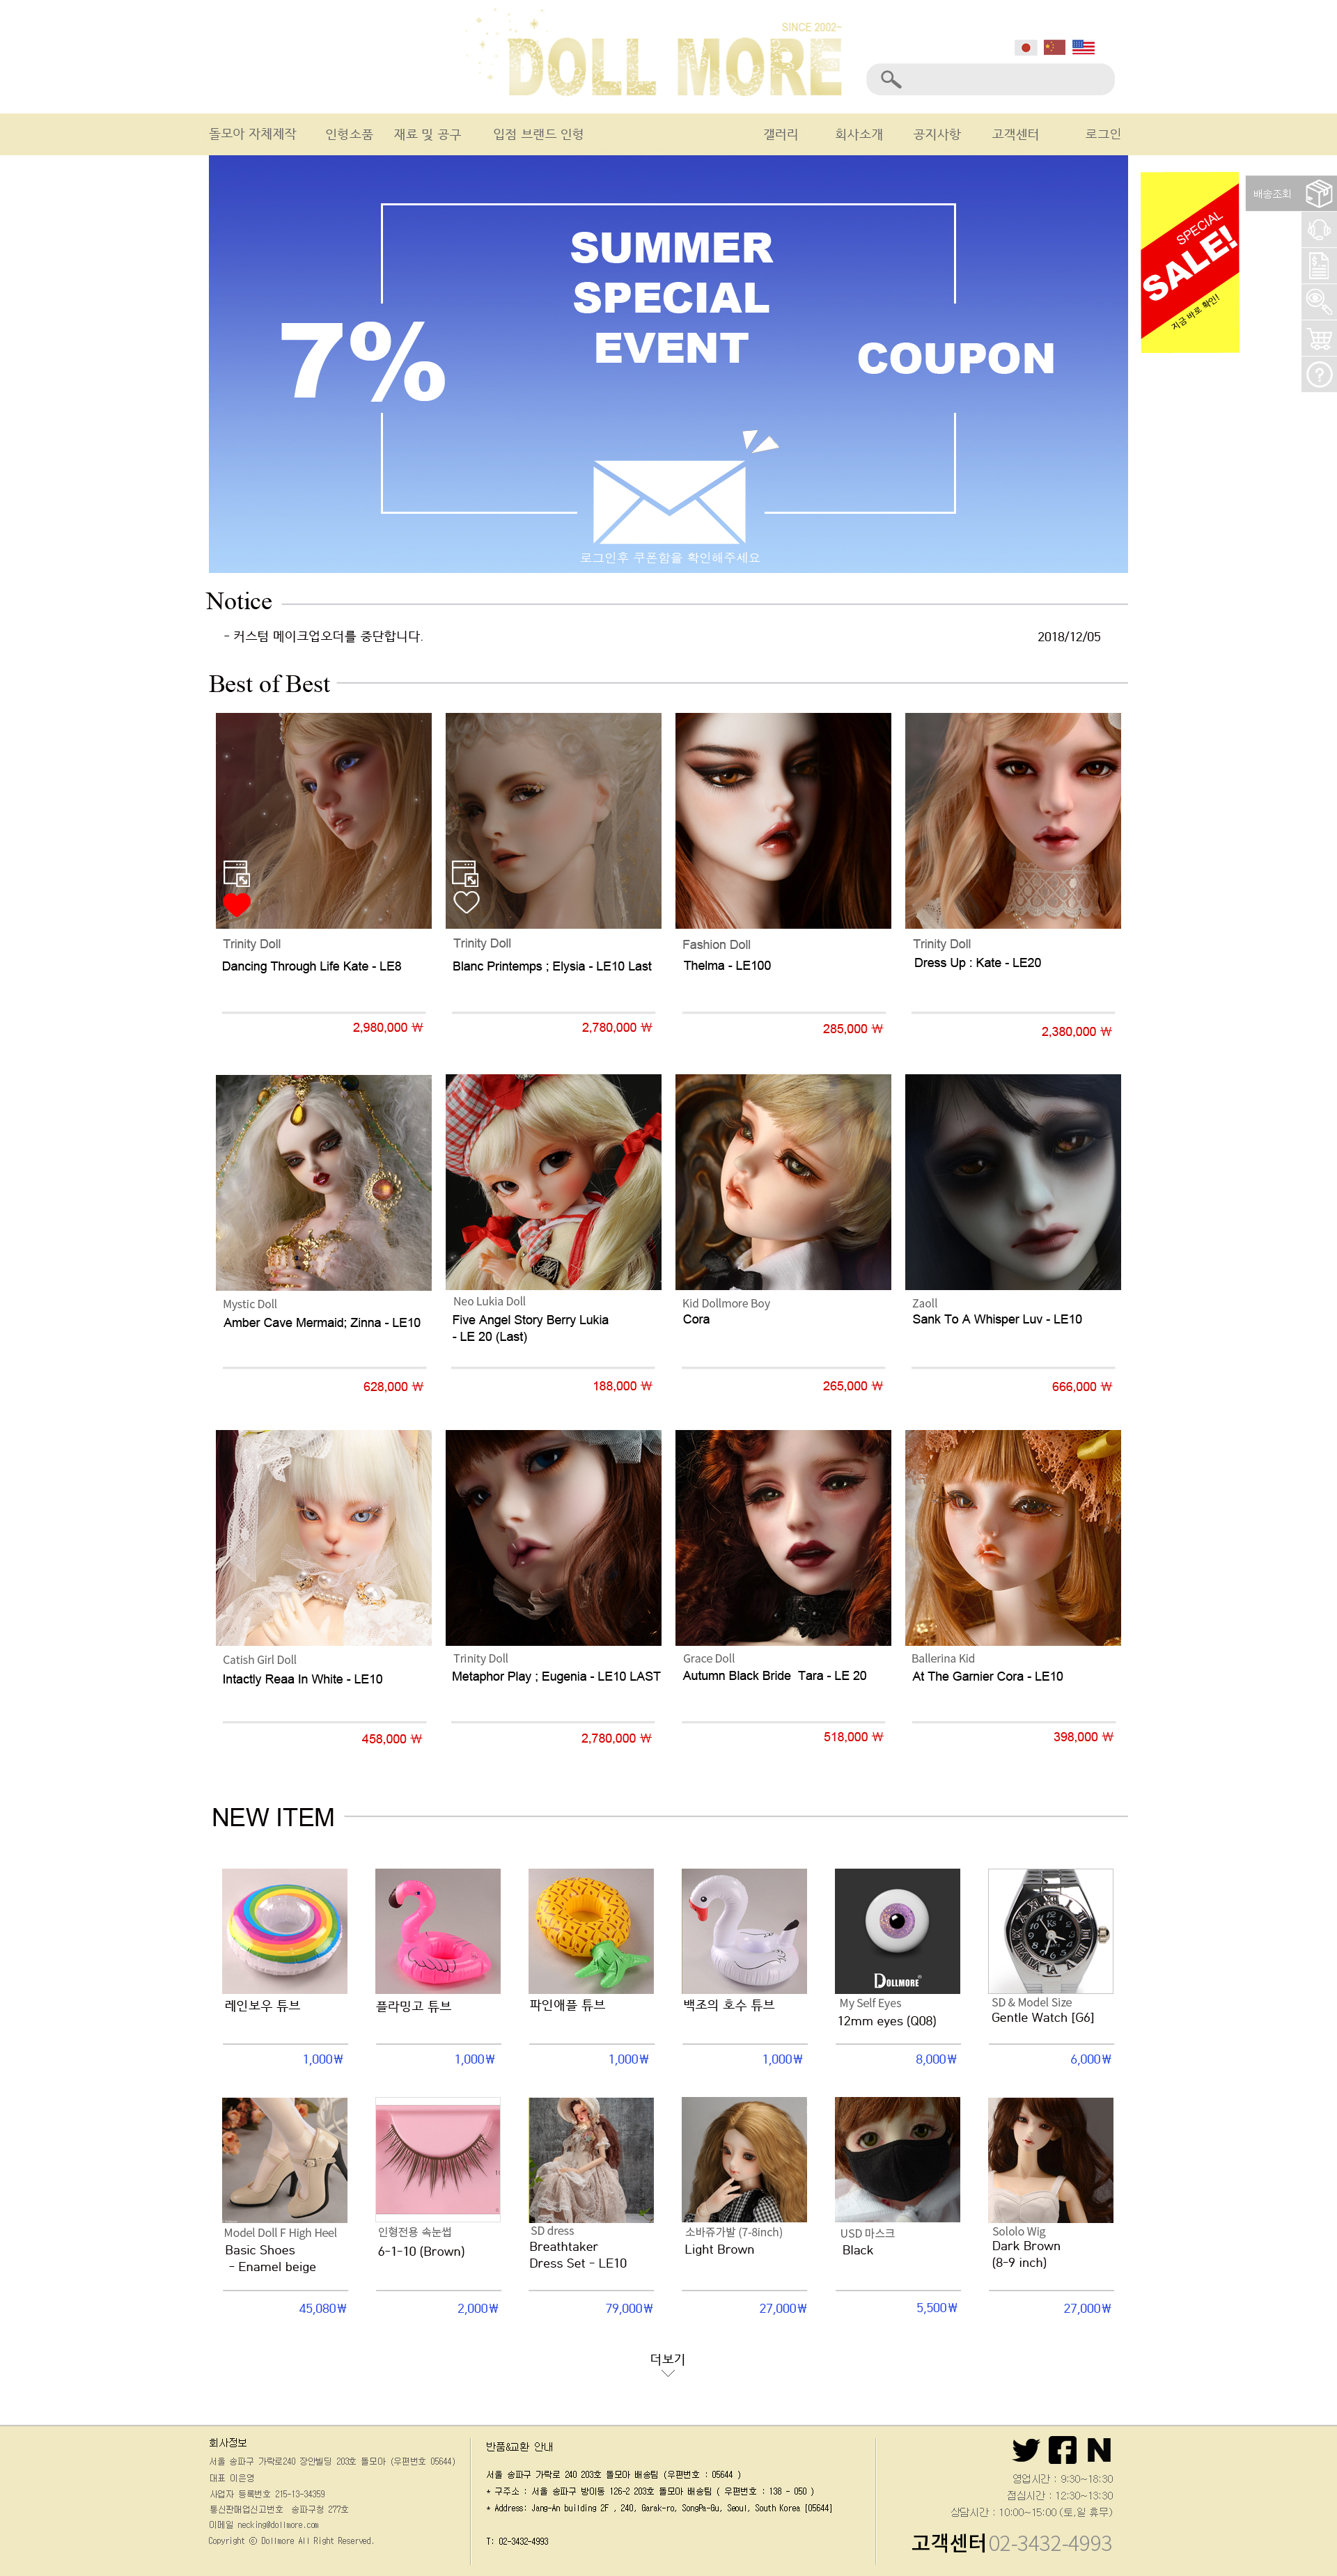 SINCE 2002~
DOLL MORE
돌모아 자체제작 인형소품 재료 및 공구 입점 브랜드 인형 갤러리 회사소개 공지사항 고객센터 로그인
SUMMER
SPECIAL
EVENT
7%
COUPON
로그인후 쿠폰함을 확인해주세요
SPECIAL
SALE!
지금 바로 확인!
배송조회
Notice
- 커스텀 메이크업오더를 중단합니다. 2018/12/05
Best of Best
Trinity Doll
Dancing Through Life Kate - LE8
2,980,000 ₩
Trinity Doll
Blanc Printemps ; Elysia - LE10 Last
2,780,000 ₩
Fashion Doll
Thelma - LE100
285,000 ₩
Trinity Doll
Dress Up : Kate - LE20
2,380,000 ₩
Mystic Doll
Amber Cave Mermaid; Zinna - LE10
628,000 ₩
Neo Lukia Doll
Five Angel Story Berry Lukia
- LE 20 (Last)
188,000 ₩
Kid Dollmore Boy
Cora
265,000 ₩
Zaoll
Sank To A Whisper Luv - LE10
666,000 ₩
Catish Girl Doll
Intactly Reaa In White - LE10
458,000 ₩
Trinity Doll
Metaphor Play ; Eugenia - LE10 LAST
2,780,000 ₩
Grace Doll
Autumn Black Bride Tara - LE 20
518,000 ₩
Ballerina Kid
At The Garnier Cora - LE10
398,000 ₩
NEW ITEM
레인보우 튜브
1,000₩
플라밍고 튜브
1,000₩
파인애플 튜브
1,000₩
백조의 호수 튜브
1,000₩
DOLLMORE
My Self Eyes
12mm eyes (Q08)
8,000₩
SD & Model Size
Gentle Watch [G6]
6,000₩
Model Doll F High Heel
Basic Shoes
- Enamel beige
45,080₩
인형전용 속눈썹
6-1-10 (Brown)
2,000₩
SD dress
Breathtaker
Dress Set - LE10
79,000₩
소바쥬가발 (7-8inch)
Light Brown
27,000₩
USD 마스크
Black
5,500₩
Sololo Wig
Dark Brown
(8-9 inch)
27,000₩
더보기
회사정보
서울 송파구 가락로240 장안빌딩 203호 돌모아 (우편번호 05644)
대표 이은영
사업자 등록번호 215-13-34359
통신판매업신고번호 송파구청 277호
이메일 necking@dollmore.com
Copyright ⓒ Dollmore All Right Reserved.
반품&교환 안내
서울 송파구 가락로 240 203호 돌모아 배송팀 (우편번호 : 05644 )
* 구주소 : 서울 송파구 방이동 126-2 203호 돌모아 배송팀 ( 우편번호 : 138 - 050 )
* Address: Jang-An building 2F , 240, Garak-ro, SongPa-Gu, Seoul, South Korea [05644]
T: 02-3432-4993
N
영업시간 : 9:30~18:30
점심시간 : 12:30~13:30
상담시간 : 10:00~15:00 (토,일 휴무)
고객센터 02-3432-4993